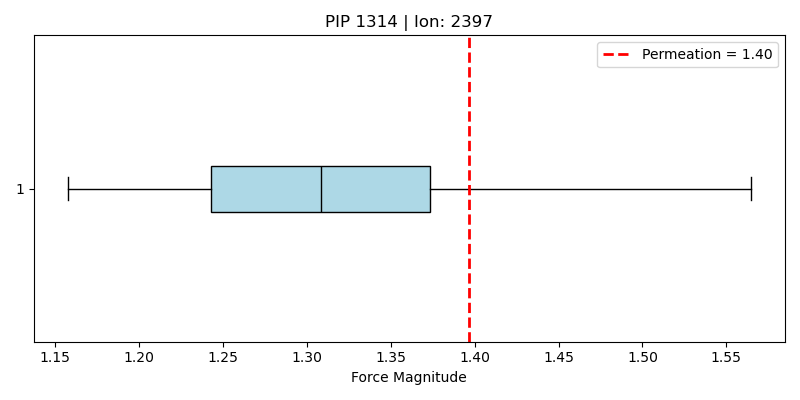 PIP 1314 | Ion: 2397
Permeation = 1.40
1
1.15 1.20 1.25 1.30 1.35 1.40 1.45 1.50 1.55
Force Magnitude